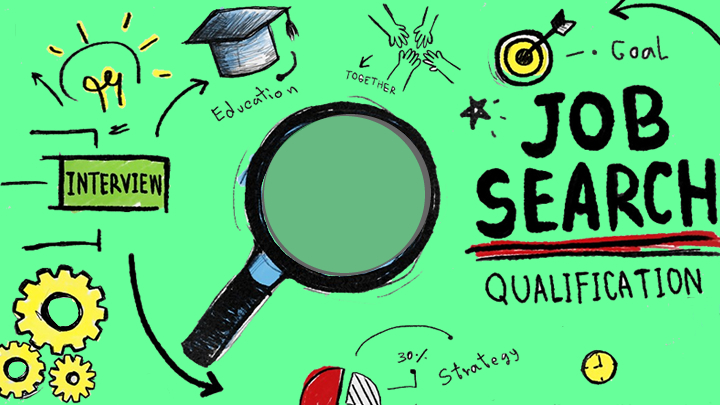 Goal
Education
TOGETHER
JOB
SEARCH
INTERVIEW
QUALIFICATION
30%
Strategy